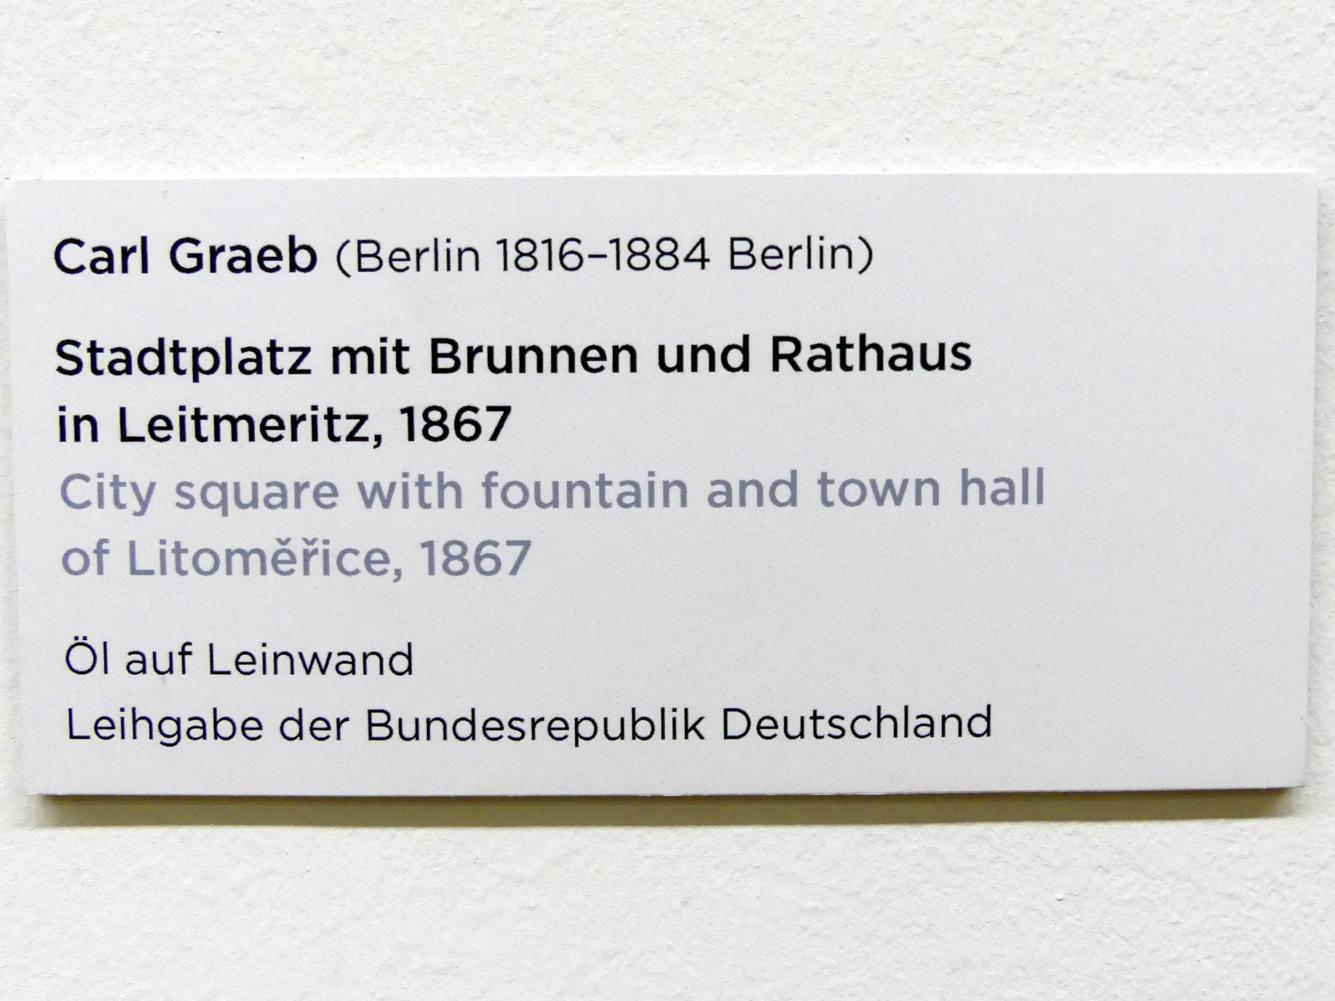 Carl Graeb (Berlin 1816–1884 Berlin)
Stadtplatz mit Brunnen und Rathaus
in Leitmeritz, 1867
City square with fountain and town hall
of Litoměřice, 1867
Öl auf Leinwand
Leihgabe der Bundesrepublik Deutschland